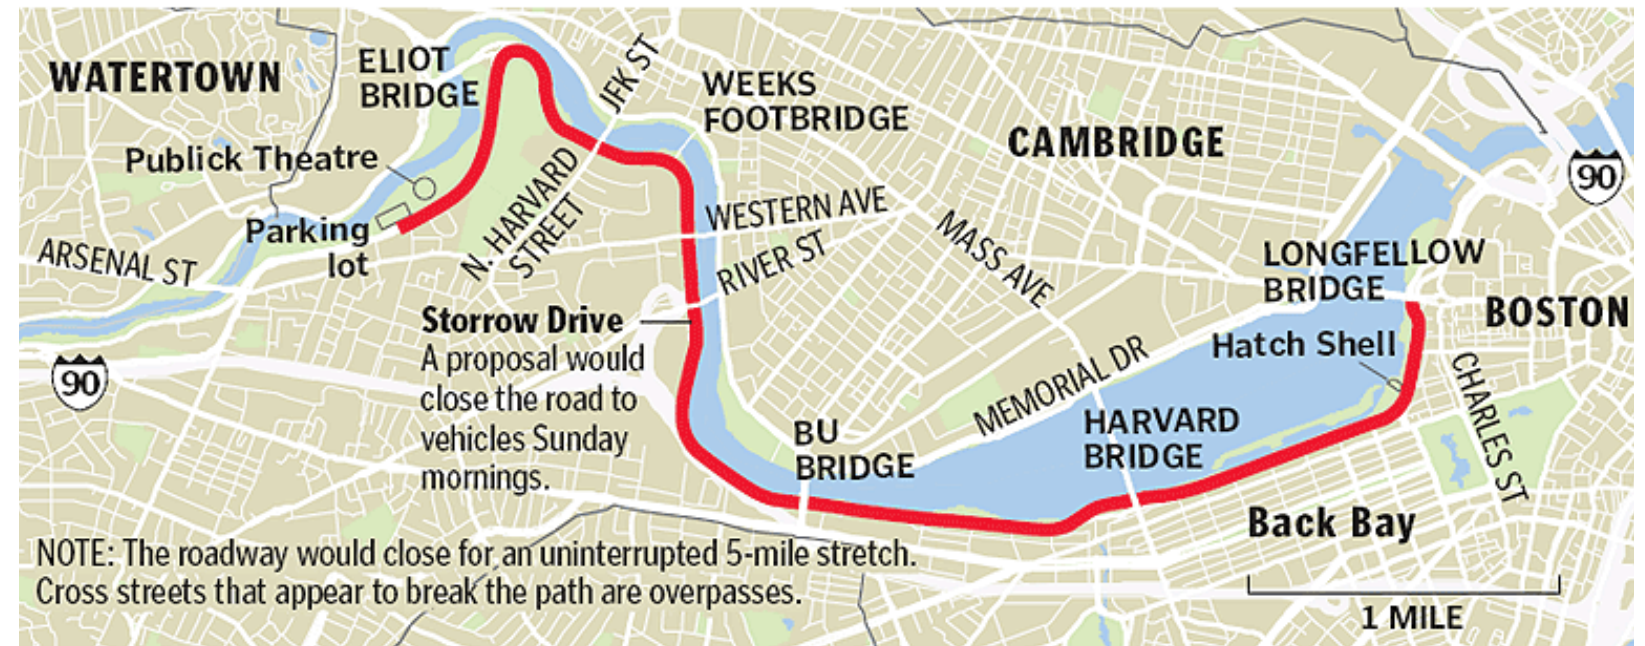 WATERTOWN
ELIOT
BRIDGE
JFK ST
WEEKS
FOOTBRIDGE
CAMBRIDGE
90
Publick Theatre
Parking
lot
ARSENAL ST
N. HARVARD
STREET
WESTERN AVE
RIVER ST
MASS AVE
LONGFELLOW
BRIDGE
BOSTON
Hatch Shell
Storrow Drive
A proposal would
close the road to
vehicles Sunday
mornings.
90
MEMORIAL DR
CHARLES ST
BU
BRIDGE
HARVARD
BRIDGE
Back Bay
NOTE: The roadway would close for an uninterrupted 5-mile stretch.
Cross streets that appear to break the path are overpasses.
1 MILE